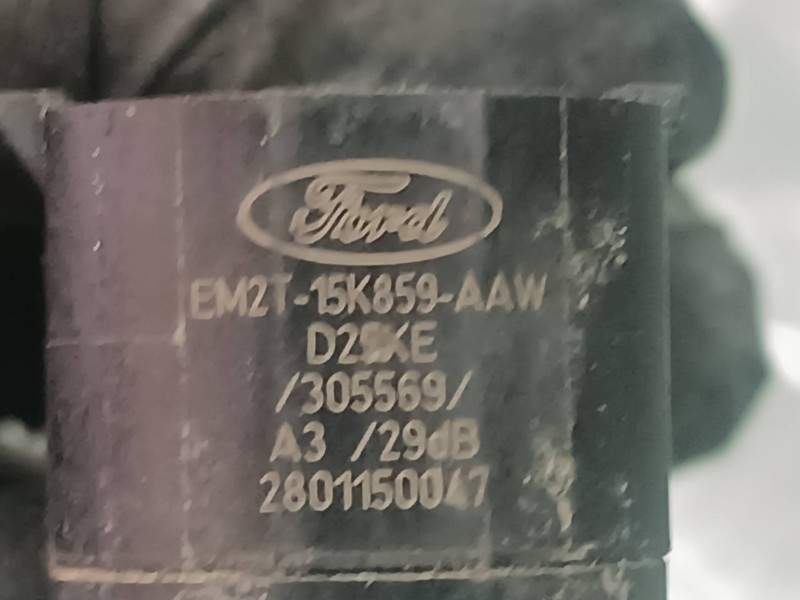 Ford
EM2T-15K859-AAW
/305569/
A3 /29dB
2801150047